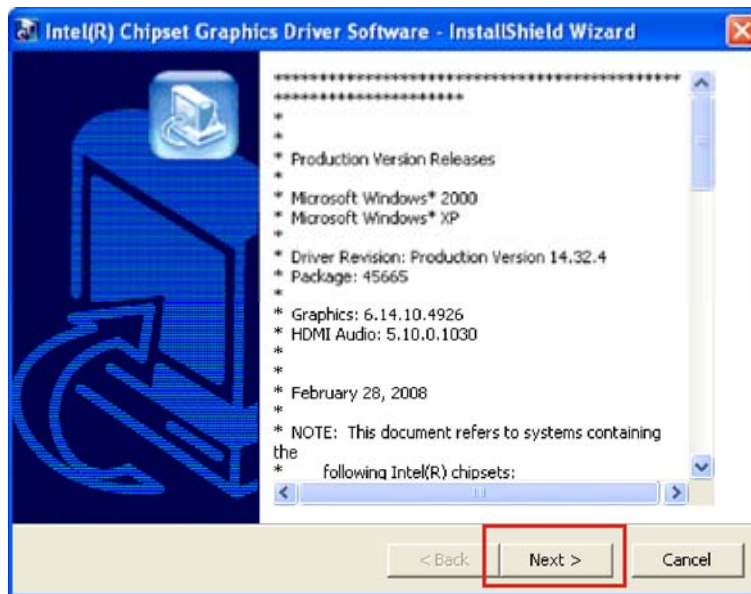 Intel(R) Chipset Graphics Driver Software - InstallShield Wizard
********************************************
*********************
*
*
* Production Version Releases
*
* Microsoft Windows* 2000
* Microsoft Windows* XP
*
* Driver Revision: Production Version 14.32.4
* Package: 45665
*
* Graphics: 6.14.10.4926
* HDMI Audio: 5.10.0.1030
*
*
* February 28, 2008
*
* NOTE: This document refers to systems containing
the
* following Intel(R) chipsets:
< Back
Next >
Cancel